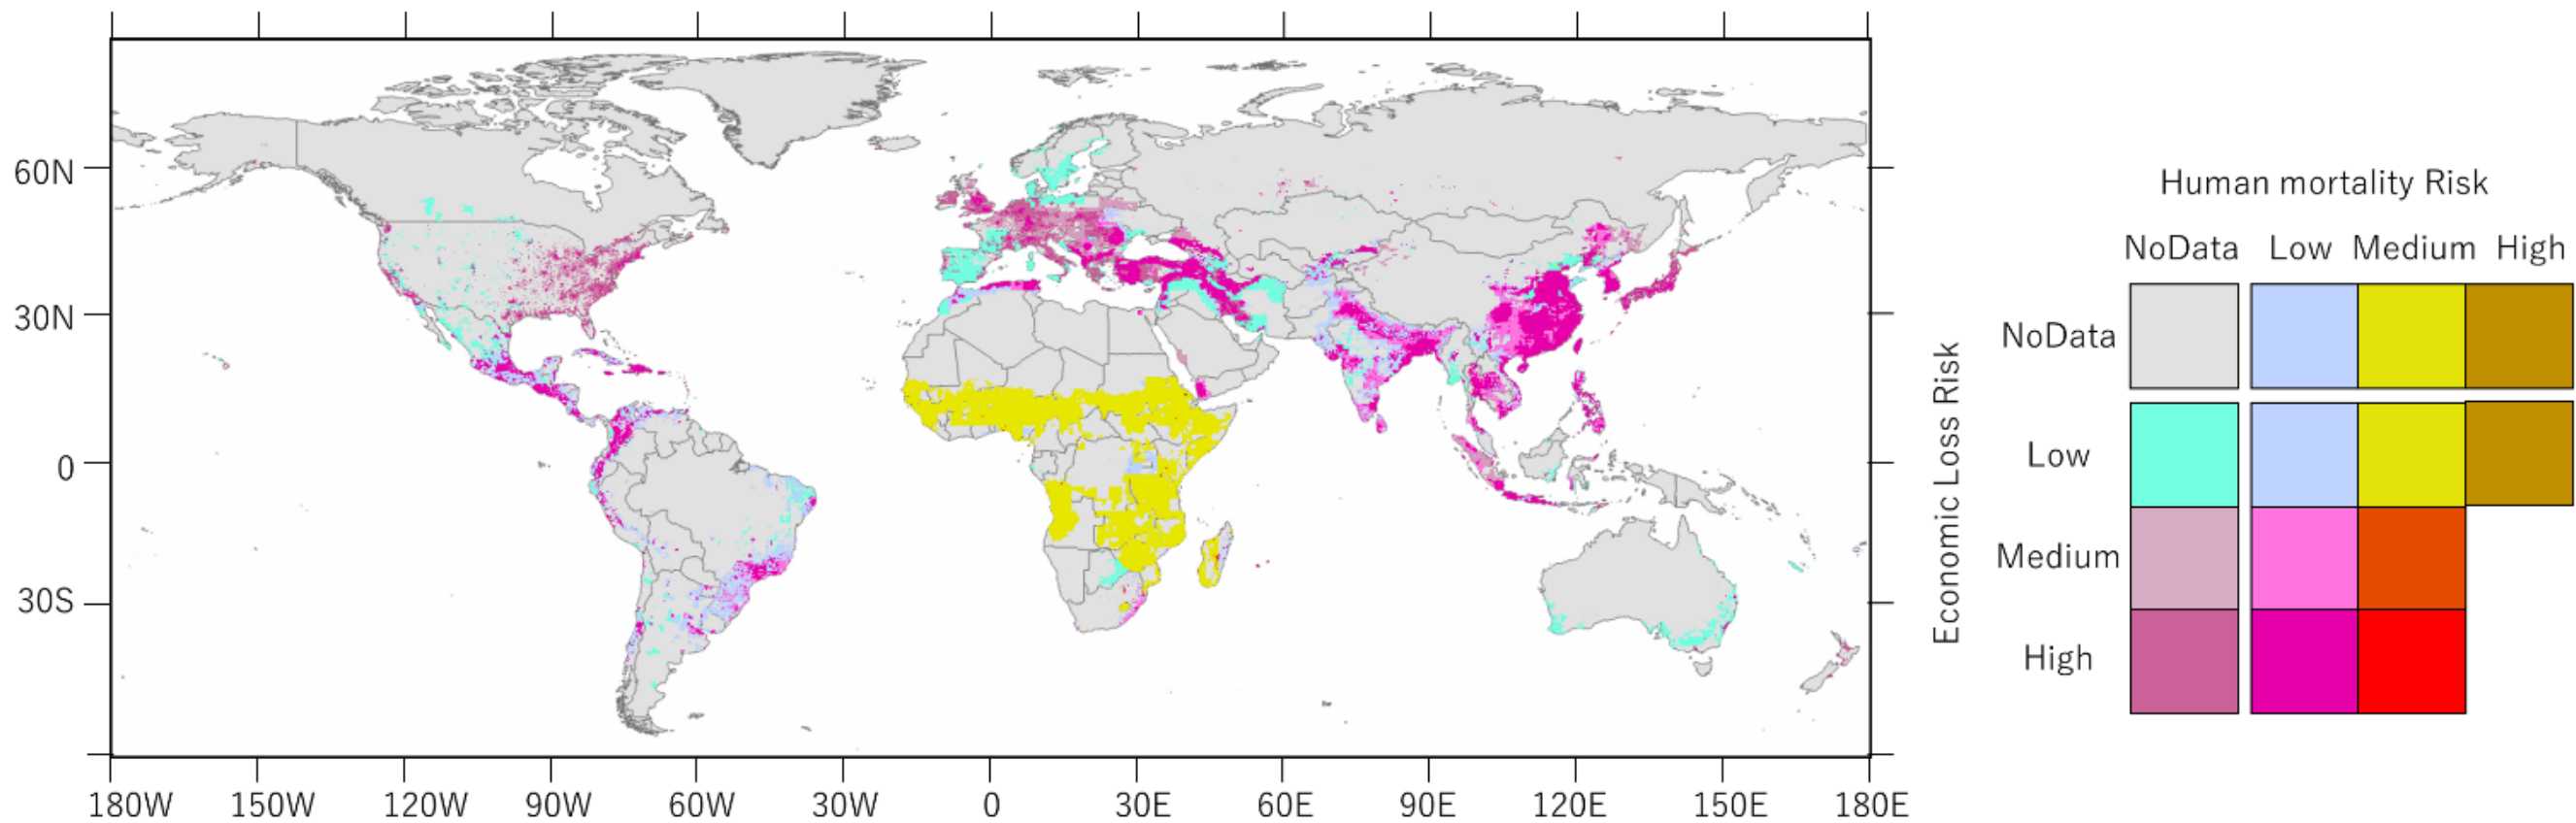 60N
30N
0
30S
180W 150W 120W 90W 60W 30W 0 30E 60E 90E 120E 150E 180E
Human mortality Risk
NoData Low Medium High
Economic Loss Risk
NoData
Low
Medium
High